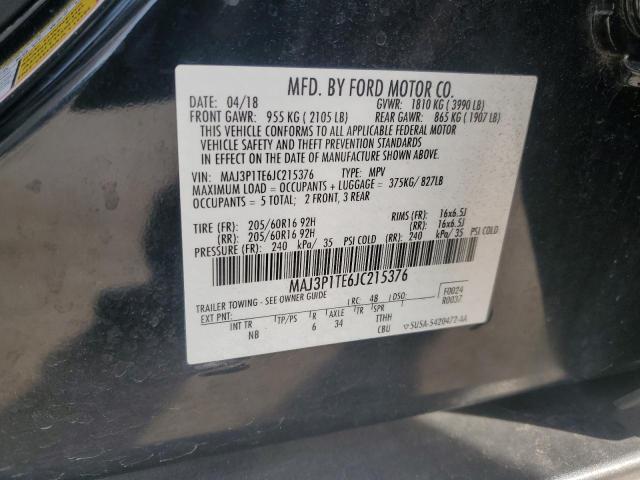 MFD. BY FORD MOTOR CO.
DATE: 04/18 GVWR: 1810 KG ( 3990 LB)
FRONT GAWR: 955 KG ( 2105 LB) REAR GAWR: 865 KG ( 1907 LB)
THIS VEHICLE CONFORMS TO ALL APPLICABLE FEDERAL MOTOR
VEHICLE SAFETY AND THEFT PREVENTION STANDARDS
IN EFFECT ON THE DATE OF MANUFACTURE SHOWN ABOVE.
VIN: MAJ3P1TE6JC215376 TYPE: MPV
MAXIMUM LOAD = OCCUPANTS + LUGGAGE = 375KG/ 827LB
OCCUPANTS = 5 TOTAL; 2 FRONT, 3 REAR
TIRE (FR): 205/60R16 92H RIMS (FR): 16x6.5J
(RR): 205/60R16 92H (RR): 16x6.5J
PRESSURE (FR): 240 kPa/ 35 PSI COLD (RR): 240 kPa/ 35 PSI COLD
MAJ3P1TE6JC215376
TRAILER TOWING - SEE OWNER GUIDE F0024
R0037
EXT PNT: RC: 48 DSO:
INT TR TP/PS R AXLE TR SPR
NB 6 34 TTHH
CBU